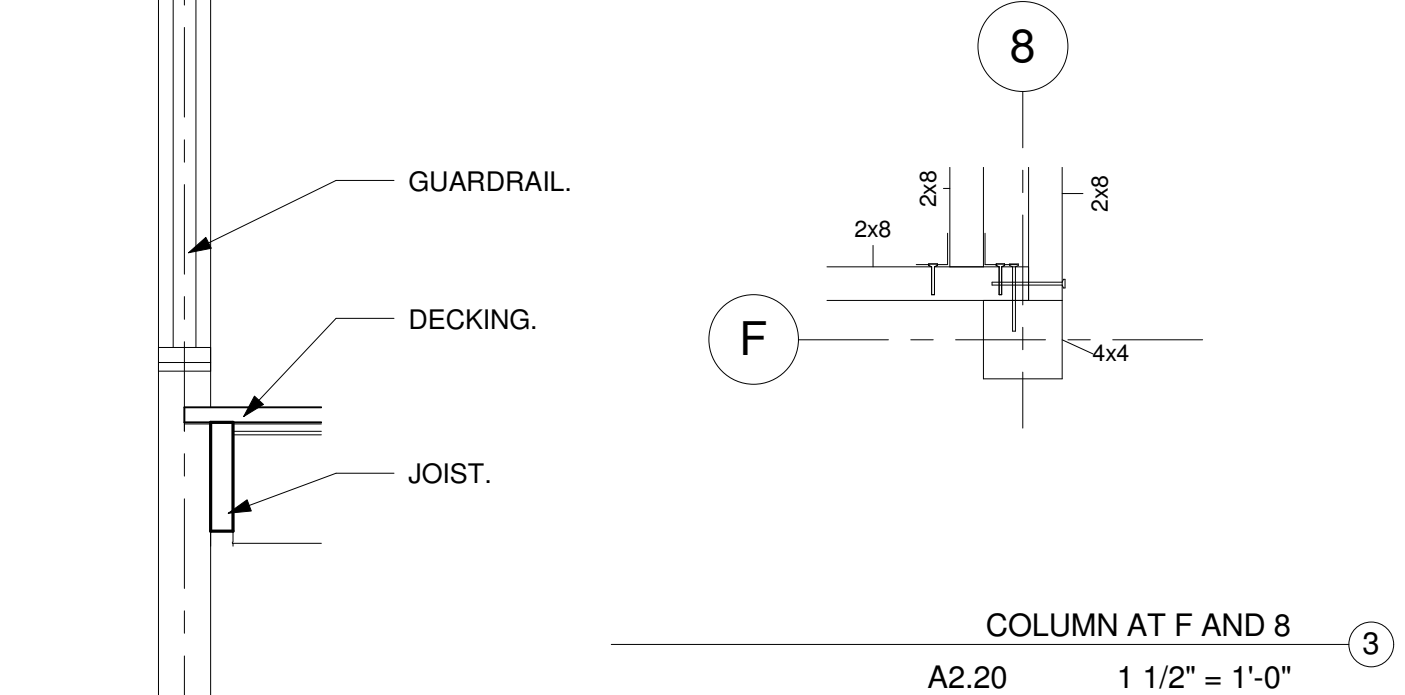 GUARDRAIL.
DECKING.
JOIST.
8
2x8
2x8
2x8
F
4x4
COLUMN AT F AND 8
3
A2.20 1 1/2" = 1'-0"